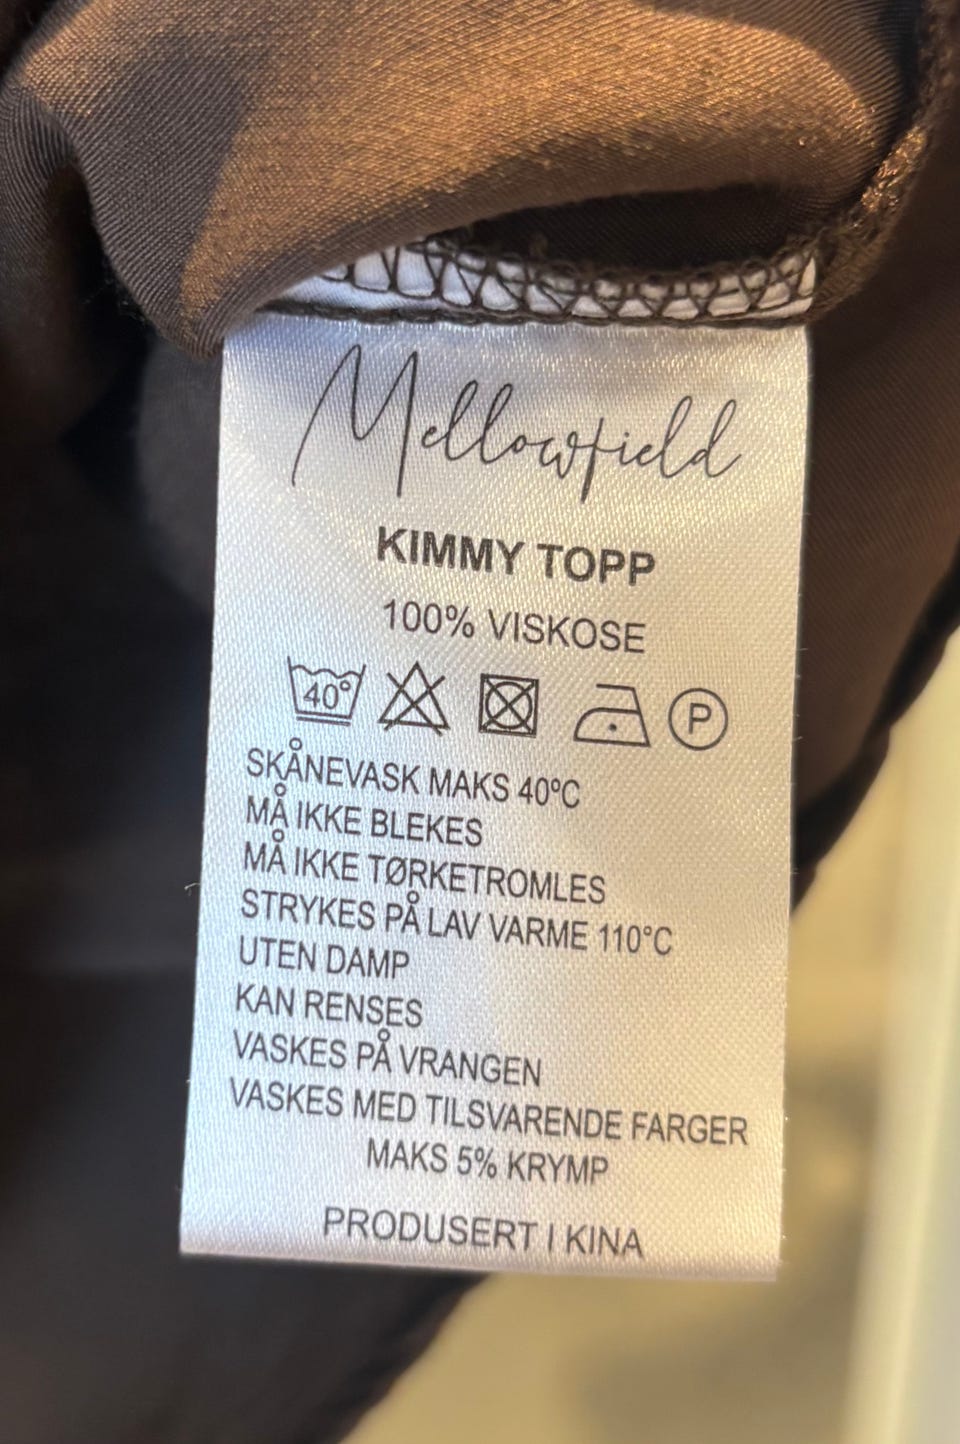 Mellowfield
KIMMY TOPP
100% VISKOSE
40° P
SKÅNEVASK MAKS 40ºC
MÅ IKKE BLEKES
MÅ IKKE TØRKETROMLES
STRYKES PÅ LAV VARME 110°C
UTEN DAMP
KAN RENSES
VASKES PÅ VRANGEN
VASKES MED TILSVARENDE FARGER
MAKS 5% KRYMP
PRODUSERT I KINA